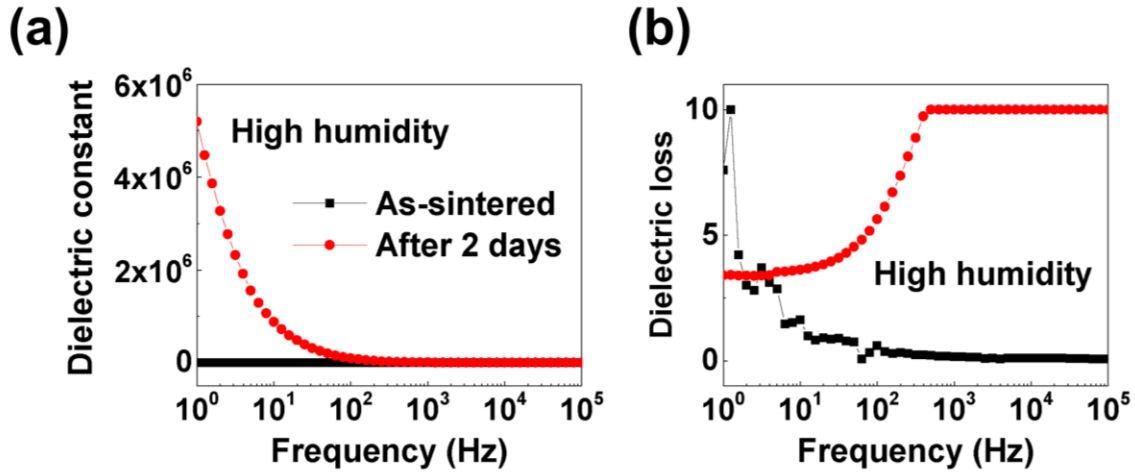 (a)
Dielectric constant
6x10⁶
4x10⁶
2x10⁶
0
High humidity
As-sintered
After 2 days
10⁰ 10¹ 10² 10³ 10⁴ 10⁵
Frequency (Hz)
(b)
Dielectric loss
10
5
0
High humidity
10⁰ 10¹ 10² 10³ 10⁴ 10⁵
Frequency (Hz)